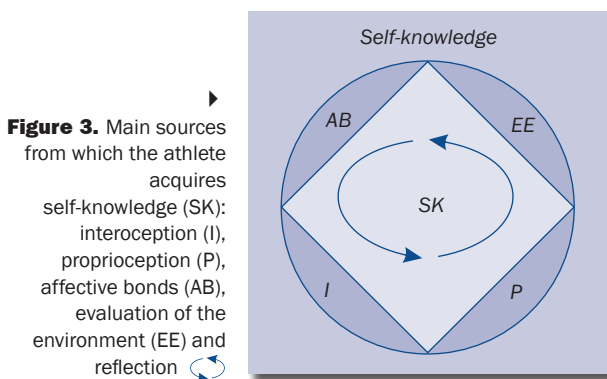 Figure 3. Main sources
from which the athlete
acquires
self-knowledge (SK):
interoception (I),
proprioception (P),
affective bonds (AB),
evaluation of the
environment (EE) and
reflection
Self-knowledge
AB
EE
SK
I
P